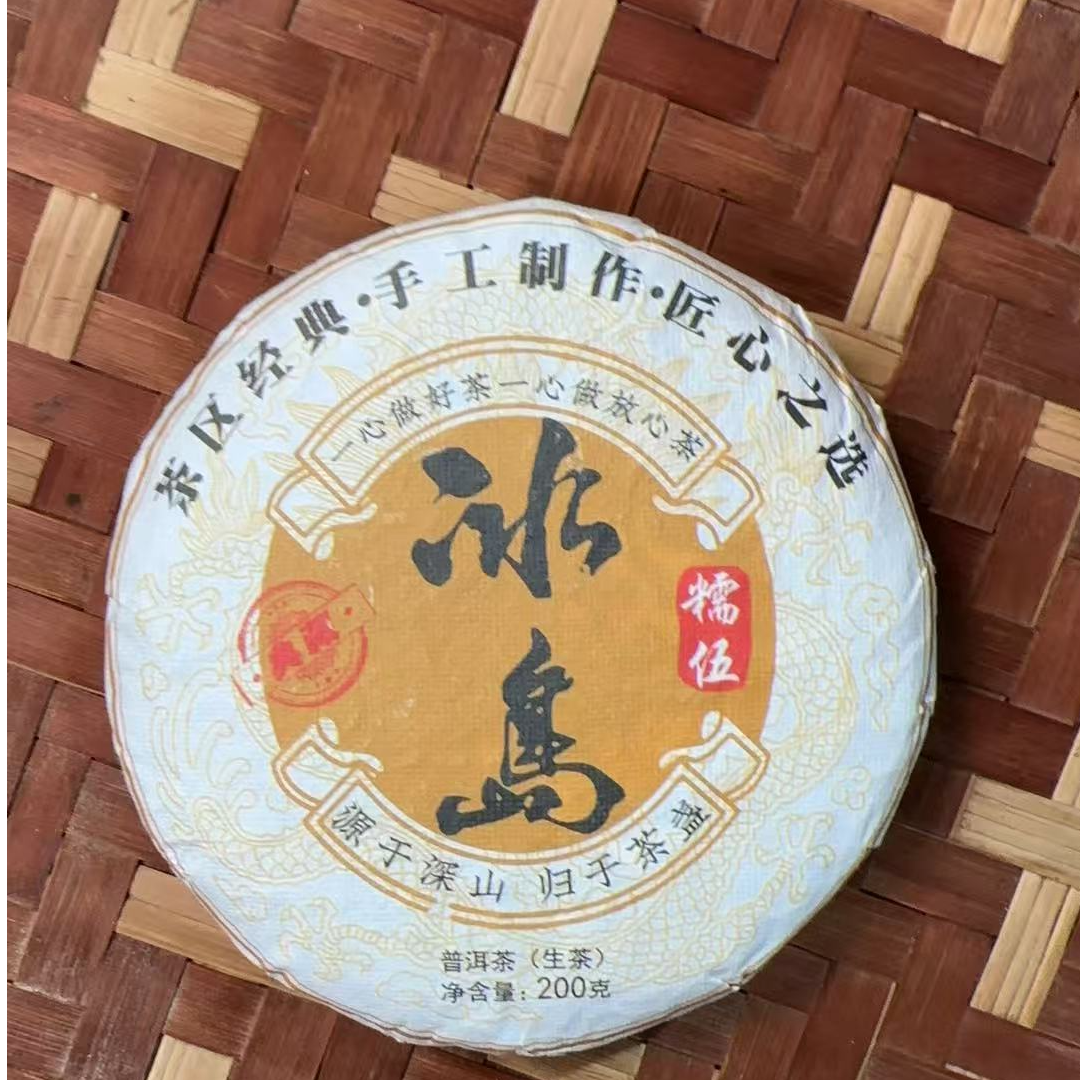 茶区经典·手工制作·匠心之选
一心做好茶一心做放心茶
冰島
糯伍
源于深山 归于茶道
普洱茶（生茶）
净含量：200克